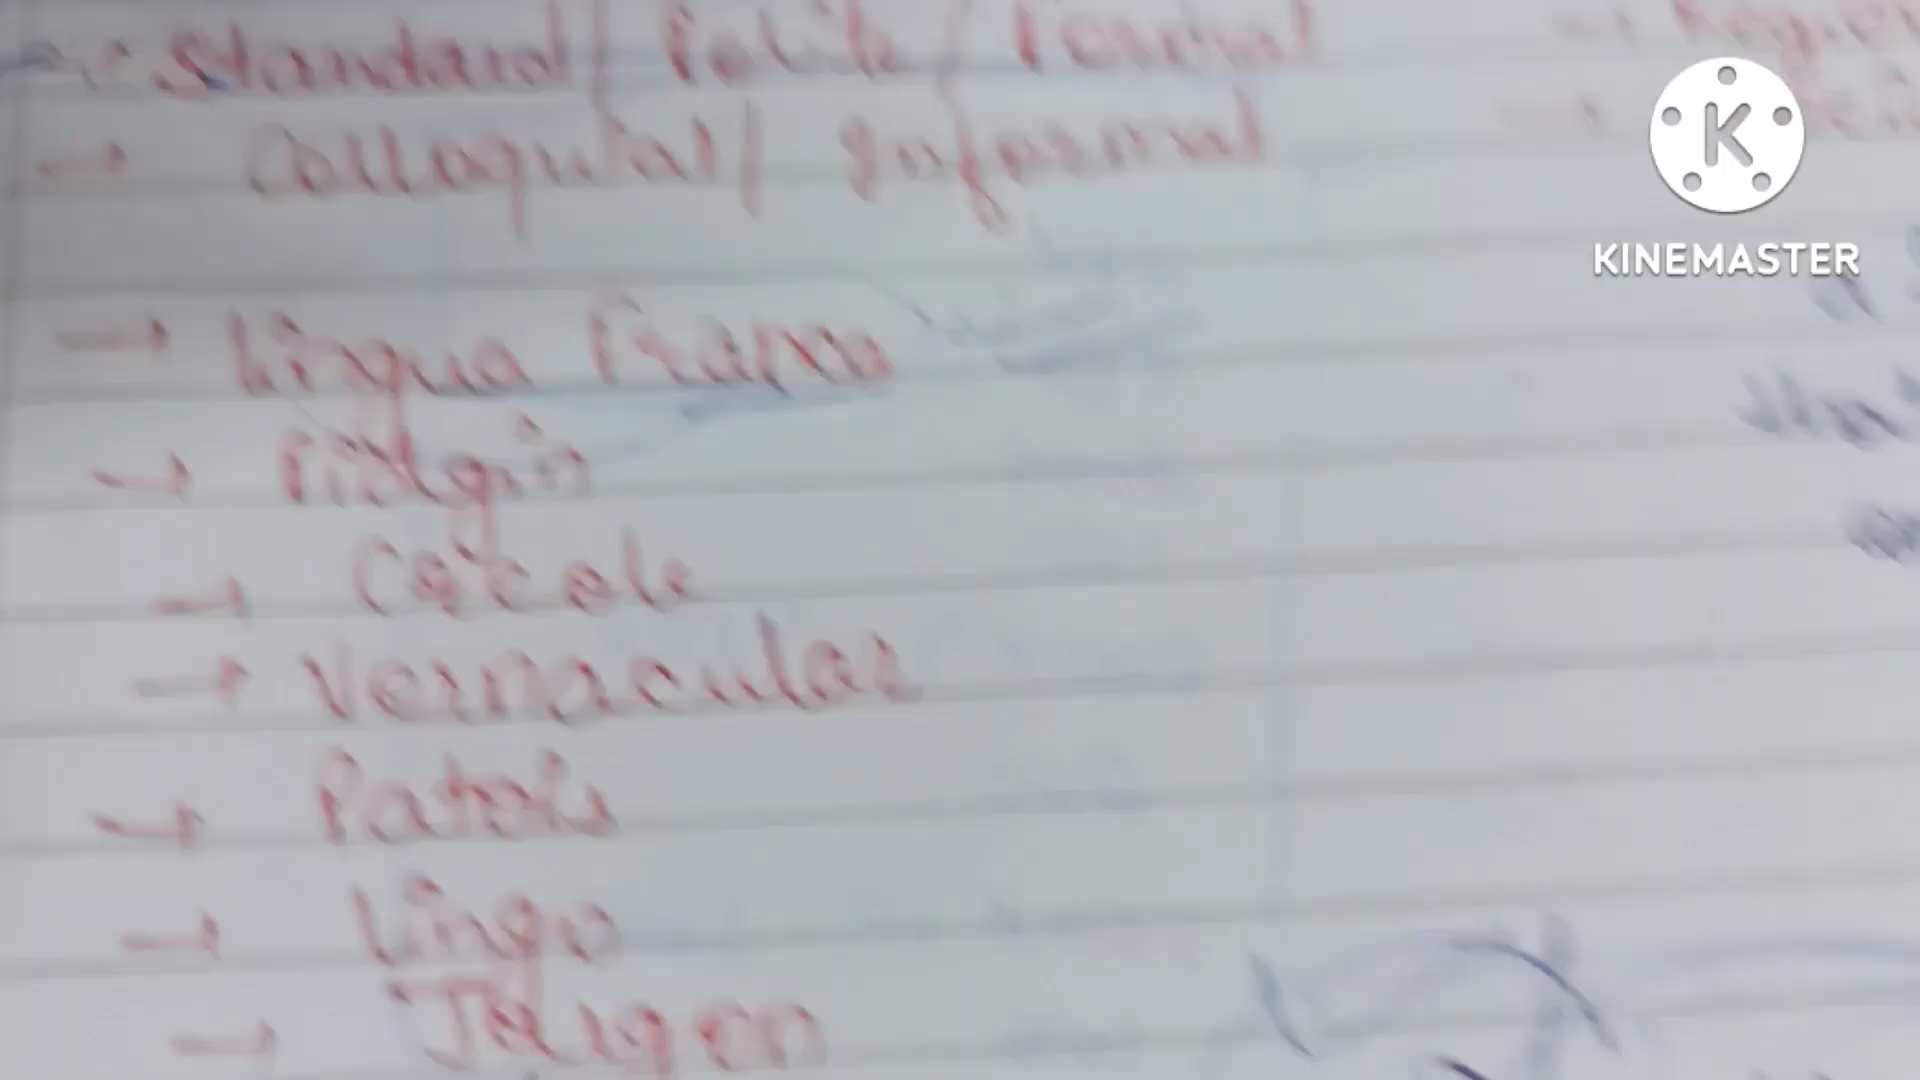 Standard / Polite / Formal
→ Colloquial / Informal
→ Lingua Franca
→ Pidgin
→ Creole
→ Vernacular
→ Patois
→ Lingo
→ Jargon
KINEMASTER